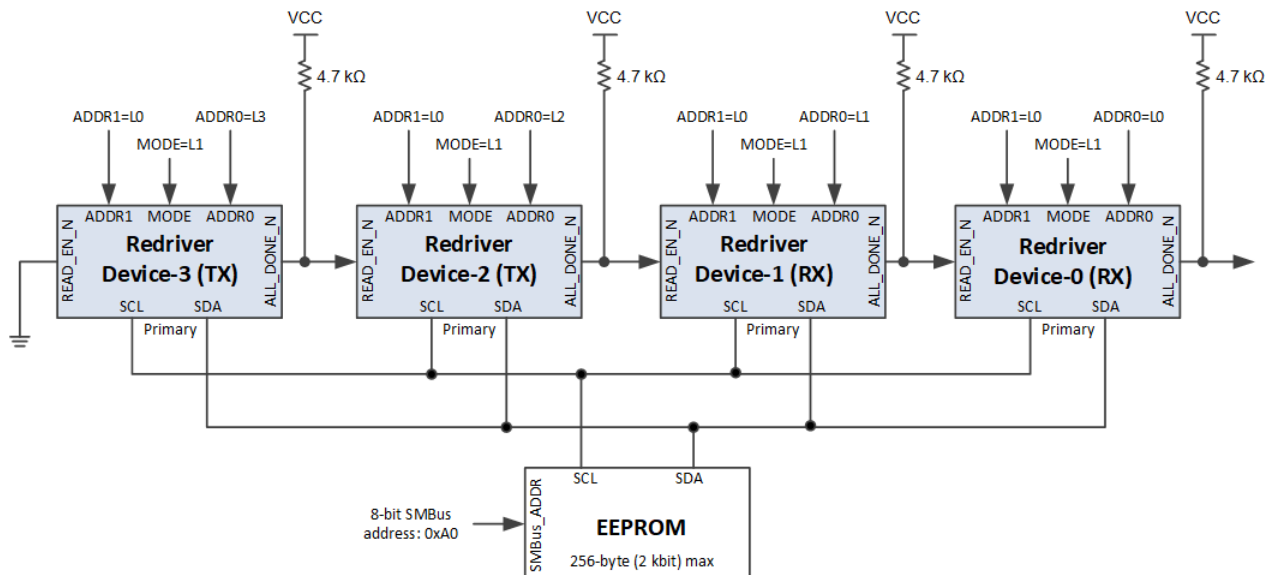 VCC
VCC
VCC
VCC
4.7 kΩ
4.7 kΩ
4.7 kΩ
4.7 kΩ
ADDR1=L0
ADDR0=L3
ADDR1=L0
ADDR0=L2
ADDR1=L0
ADDR0=L1
ADDR1=L0
ADDR0=L0
MODE=L1
MODE=L1
MODE=L1
MODE=L1
READ_EN_N
ADDR1
MODE
ADDR0
ALL_DONE_N
Redriver
Device-3 (TX)
SCL
SDA
Primary
READ_EN_N
ADDR1
MODE
ADDR0
ALL_DONE_N
Redriver
Device-2 (TX)
SCL
SDA
Primary
READ_EN_N
ADDR1
MODE
ADDR0
ALL_DONE_N
Redriver
Device-1 (RX)
SCL
SDA
Primary
READ_EN_N
ADDR1
MODE
ADDR0
ALL_DONE_N
Redriver
Device-0 (RX)
SCL
SDA
Primary
8-bit SMBus
address: 0xA0
SMBus_ADDR
SCL
SDA
EEPROM
256-byte (2 kbit) max